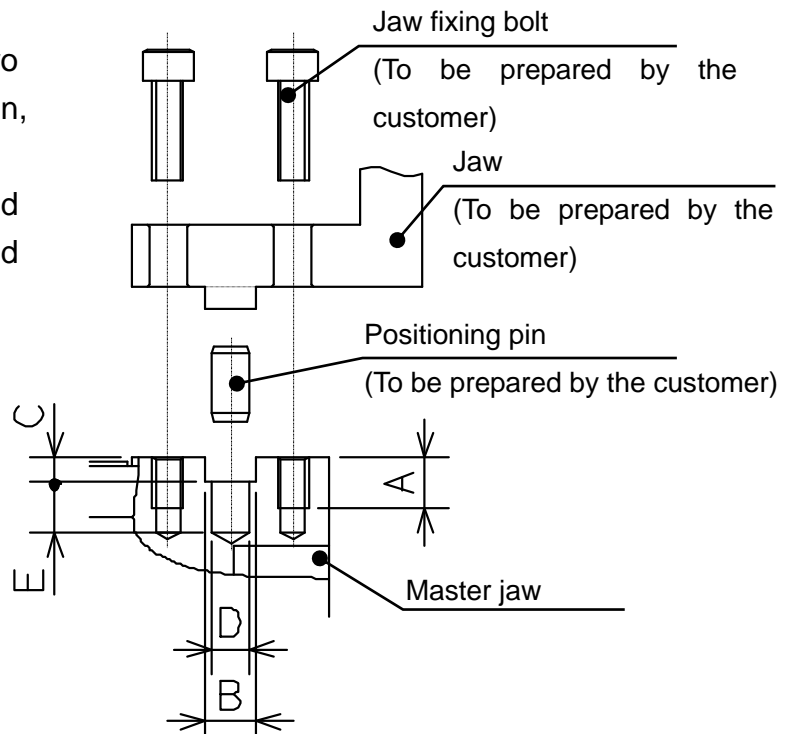 ro
n,
d
d
Jaw fixing bolt
(To be prepared by the
customer)
Jaw
(To be prepared by the
customer)
Positioning pin
(To be prepared by the customer)
C
A
E
Master jaw
D
B